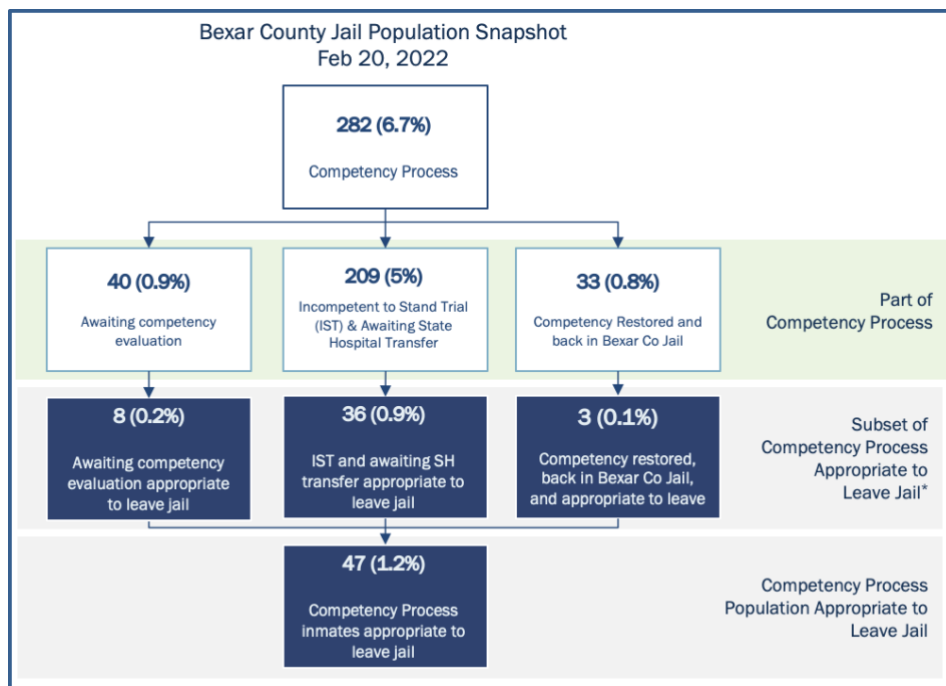 Bexar County Jail Population Snapshot
Feb 20, 2022
282 (6.7%)
Competency Process
40 (0.9%)
Awaiting competency
evaluation
209 (5%)
Incompetent to Stand Trial
(IST) & Awaiting State
Hospital Transfer
33 (0.8%)
Competency Restored and
back in Bexar Co Jail
Part of
Competency Process
8 (0.2%)
Awaiting competency
evaluation appropriate
to leave jail
36 (0.9%)
IST and awaiting SH
transfer appropriate to
leave jail
3 (0.1%)
Competency restored,
back in Bexar Co Jail,
and appropriate to leave
Subset of
Competency Process
Appropriate to
Leave Jail*
47 (1.2%)
Competency Process
inmates appropriate to
leave jail
Competency Process
Population Appropriate to
Leave Jail